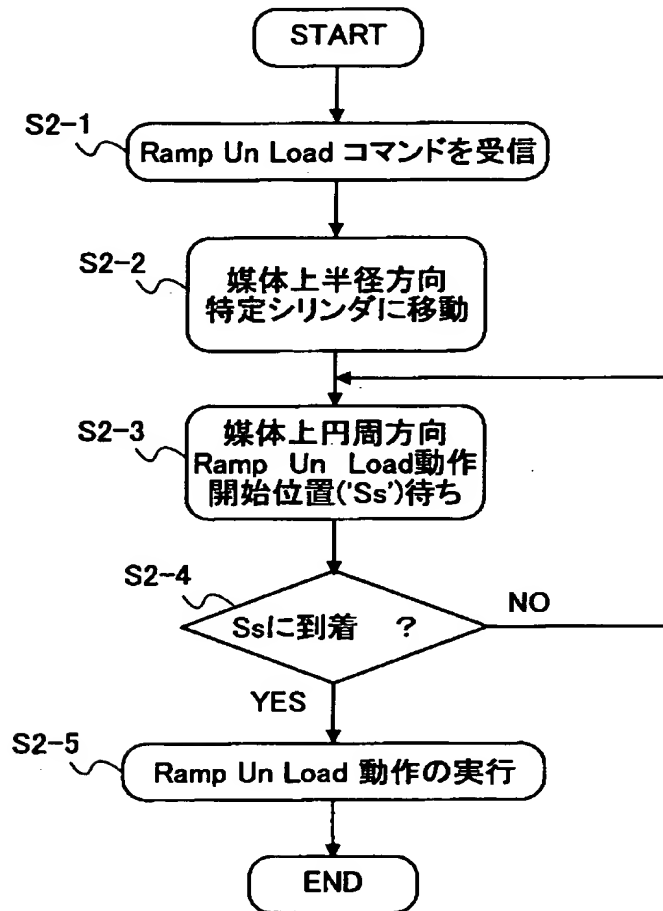 START
S2-1
Ramp Un Load コマンドを受信
S2-2
媒体上半径方向
特定シリンダに移動
S2-3
媒体上円周方向
Ramp Un Load動作
開始位置('Ss')待ち
S2-4
Ssに到着 ?
NO
YES
S2-5
Ramp Un Load 動作の実行
END